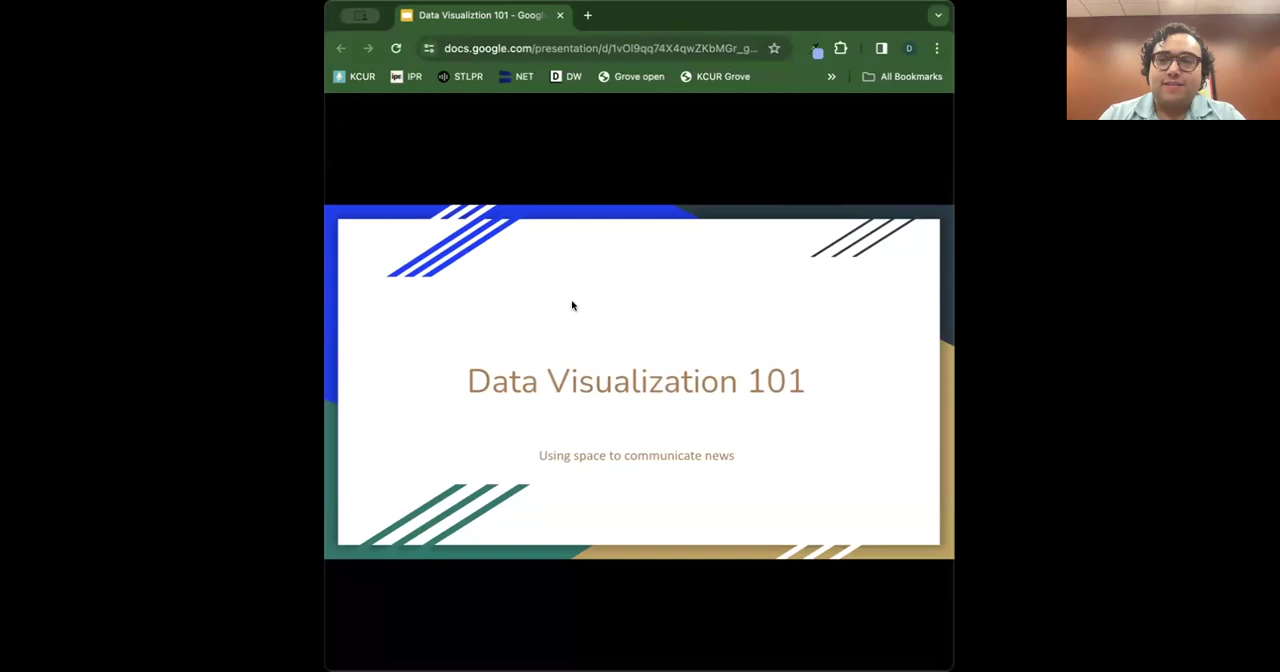 Data Visualiztion 101 - Googl
docs.google.com/presentation/d/1vOl9qq74X4qwZKbMGr_g...
D
KCUR
ipr IPR
STLPR
NET
D DW
Grove open
KCUR Grove
»
All Bookmarks
Data Visualization 101
Using space to communicate news